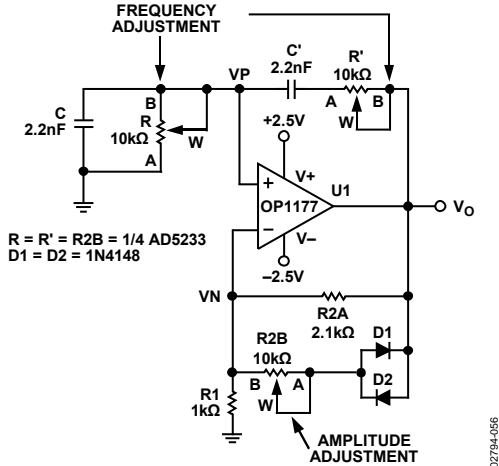 FREQUENCY
ADJUSTMENT
C'
2.2nF
R'
10kΩ
VP
A
B
W
C
2.2nF
B
R
10kΩ
W
A
+2.5V
V+
U1
+
OP1177
−
V−
–2.5V
VO
R = R' = R2B = 1/4 AD5233
D1 = D2 = 1N4148
VN
R2A
2.1kΩ
R2B
10kΩ
B
A
W
D1
D2
R1
1kΩ
AMPLITUDE
ADJUSTMENT
02794-056